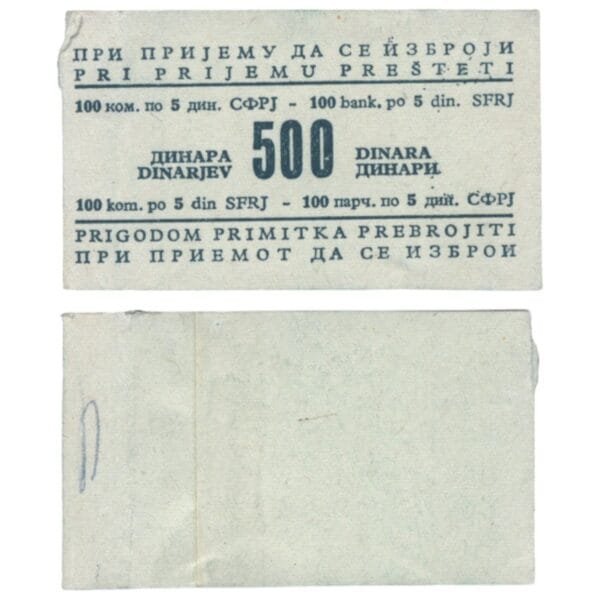 ПРИ ПРИЈЕМУ ДА СЕ ИЗБРОЈИ
PRI PRIJEMU PREŠTETI
100 ком. по 5 дин. СФРЈ - 100 bank. po 5 din. SFRJ
ДИНАРА 500 DINARA
DINARJEV ДИНАРИ
100 kom. po 5 din SFRJ - 100 парч. по 5 дин. СФРЈ
PRIGODOM PRIMITKA PREBROJITI
ПРИ ПРИЕМОТ ДА СЕ ИЗБРОИ